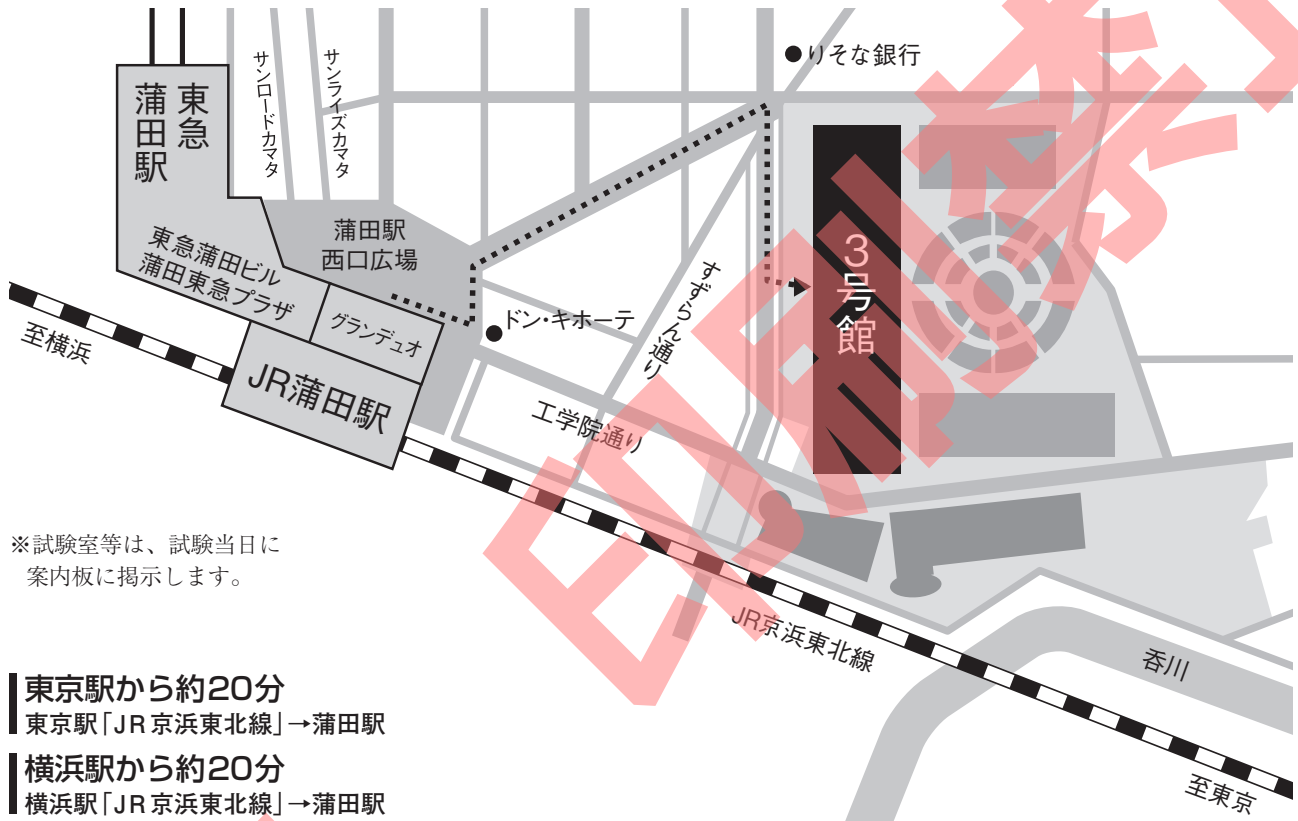 りそな銀行
サンロードカマタ
サンライズカマタ
東急
蒲田駅
蒲田駅
西口広場
東急蒲田ビル
蒲田東急プラザ
グランデュオ
JR蒲田駅
至横浜
ドン・キホーテ
すずらん通り
工学院通り
3号館
JR京浜東北線
呑川
至東京
※試験室等は、試験当日に
案内板に掲示します。
東京駅から約20分
東京駅「JR京浜東北線」→蒲田駅
横浜駅から約20分
横浜駅「JR京浜東北線」→蒲田駅
印刷禁